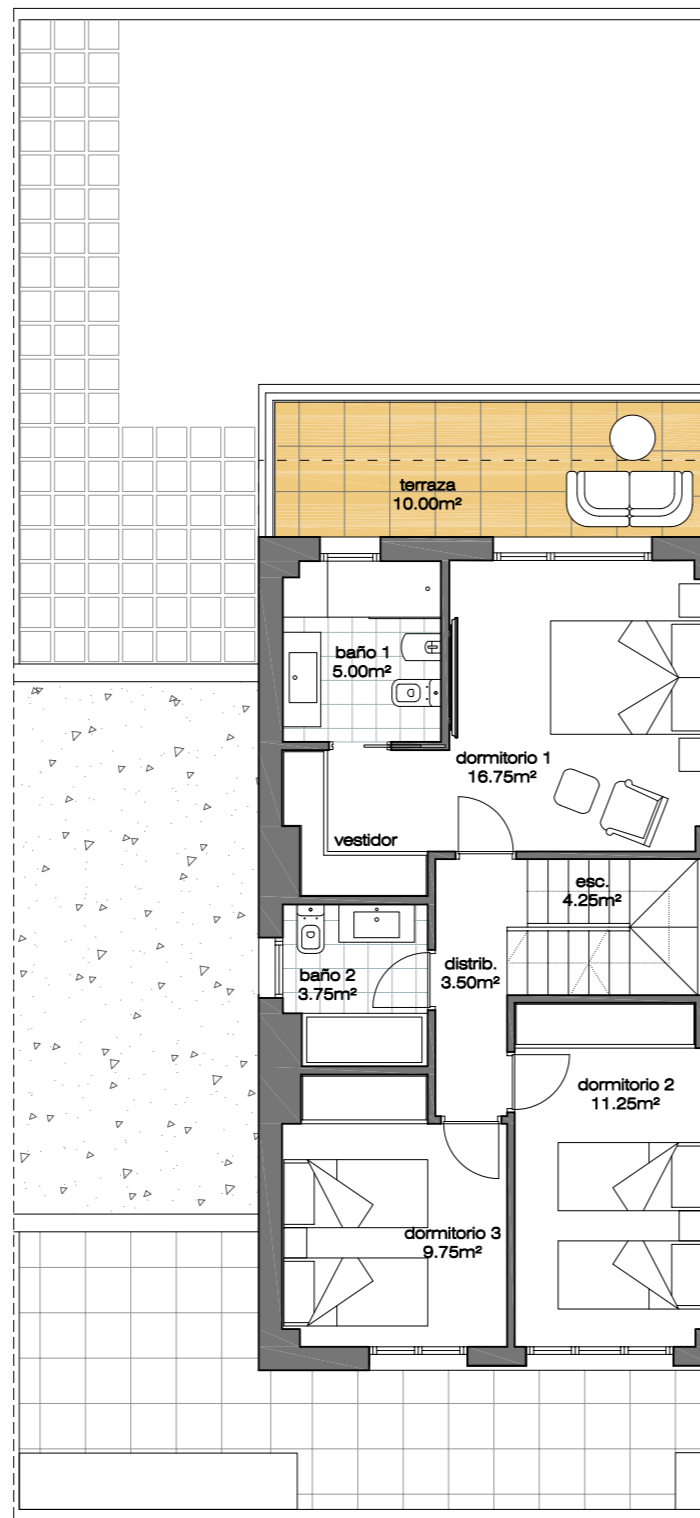 terraza
10.00m²
baño 1
5.00m²
dormitorio 1
16.75m²
vestidor
esc.
4.25m²
baño 2
3.75m²
distrib.
3.50m²
dormitorio 2
11.25m²
dormitorio 3
9.75m²